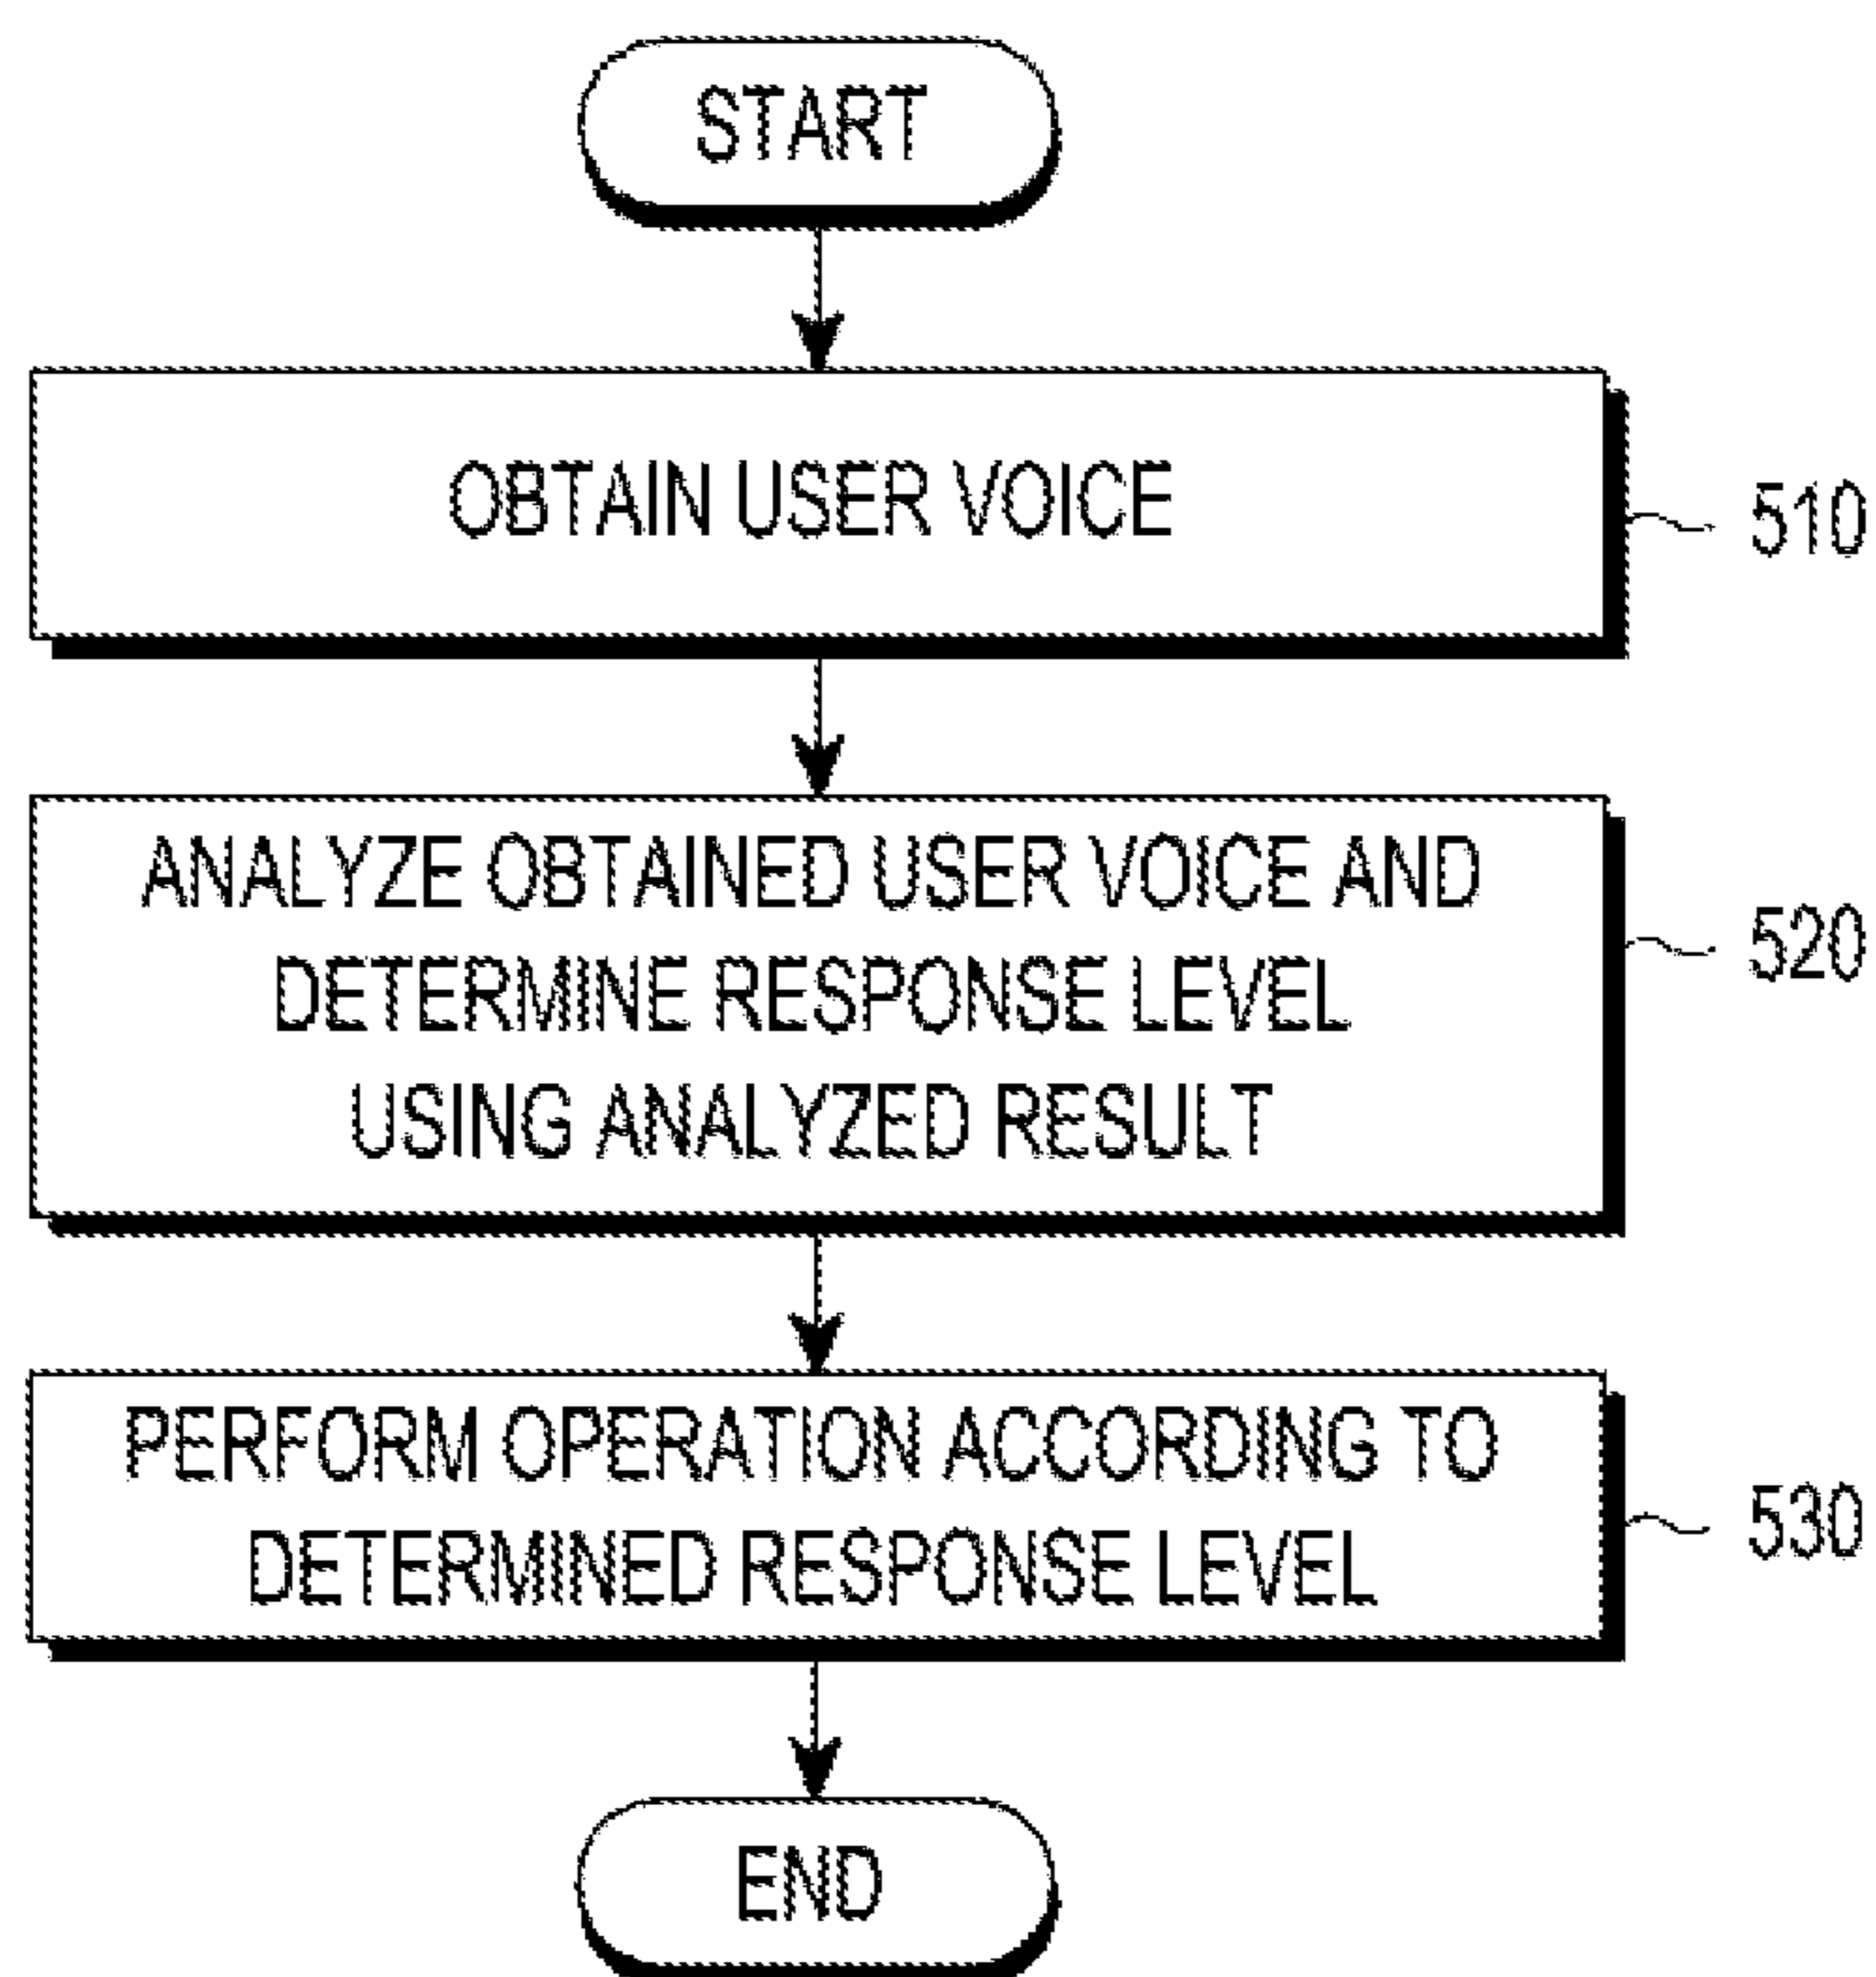 START
OBTAIN USER VOICE
510
ANALYZE OBTAINED USER VOICE AND
DETERMINE RESPONSE LEVEL
USING ANALYZED RESULT
520
PERFORM OPERATION ACCORDING TO
DETERMINED RESPONSE LEVEL
530
END